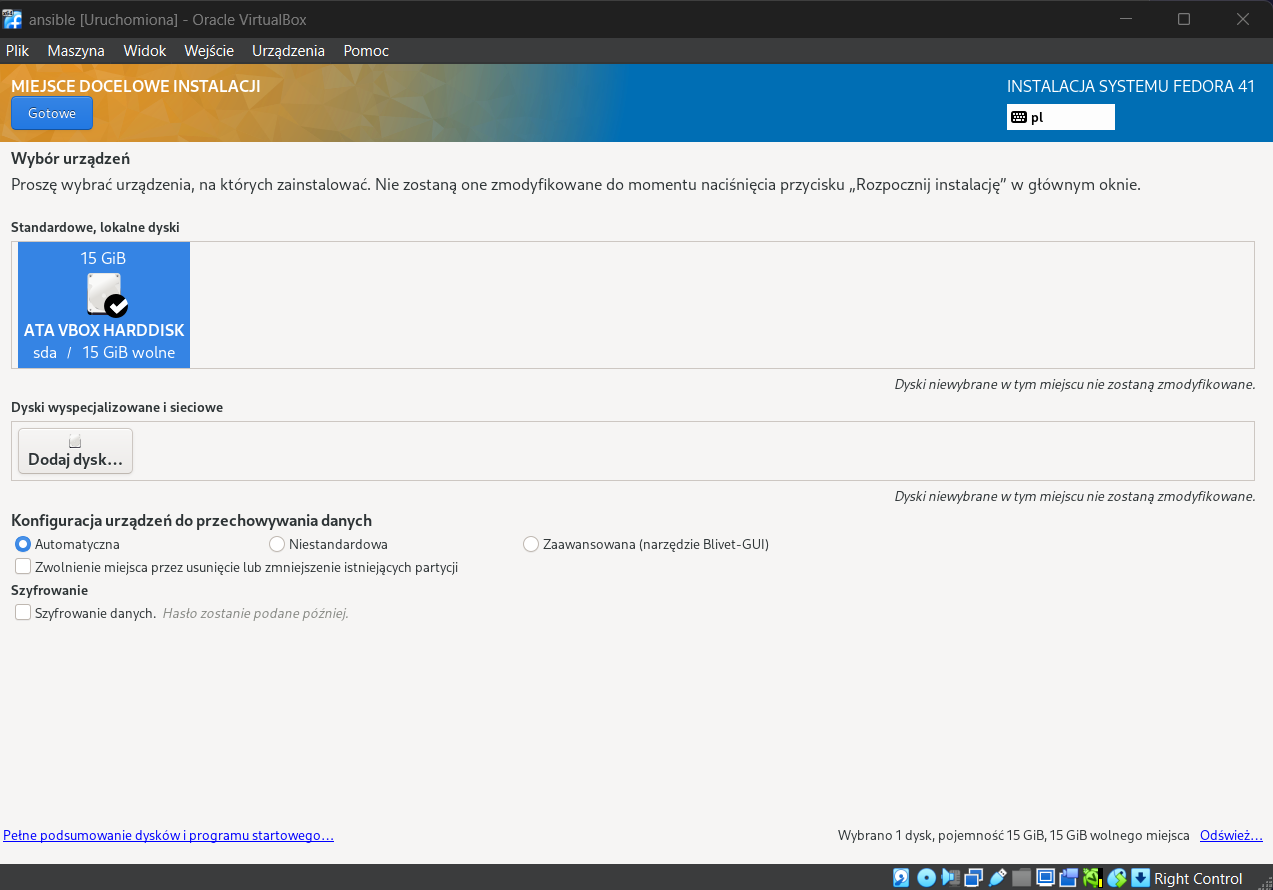 ansible [Uruchomiona] - Oracle VirtualBox
Plik Maszyna Widok Wejście Urządzenia Pomoc
MIEJSCE DOCELOWE INSTALACJI
INSTALACJA SYSTEMU FEDORA 41
Gotowe
pl
Wybór urządzeń
Proszę wybrać urządzenia, na których zainstalować. Nie zostaną one zmodyfikowane do momentu naciśnięcia przycisku „Rozpocznij instalację” w głównym oknie.
Standardowe, lokalne dyski
15 GiB
ATA VBOX HARDDISK
sda / 15 GiB wolne
Dyski niewybrane w tym miejscu nie zostaną zmodyfikowane.
Dyski wyspecjalizowane i sieciowe
Dodaj dysk…
Dyski niewybrane w tym miejscu nie zostaną zmodyfikowane.
Konfiguracja urządzeń do przechowywania danych
Automatyczna Niestandardowa Zaawansowana (narzędzie Blivet-GUI)
Zwolnienie miejsca przez usunięcie lub zmniejszenie istniejących partycji
Szyfrowanie
Szyfrowanie danych. Hasło zostanie podane później.
Pełne podsumowanie dysków i programu startowego…
Wybrano 1 dysk, pojemność 15 GiB, 15 GiB wolnego miejsca Odśwież…
Right Control